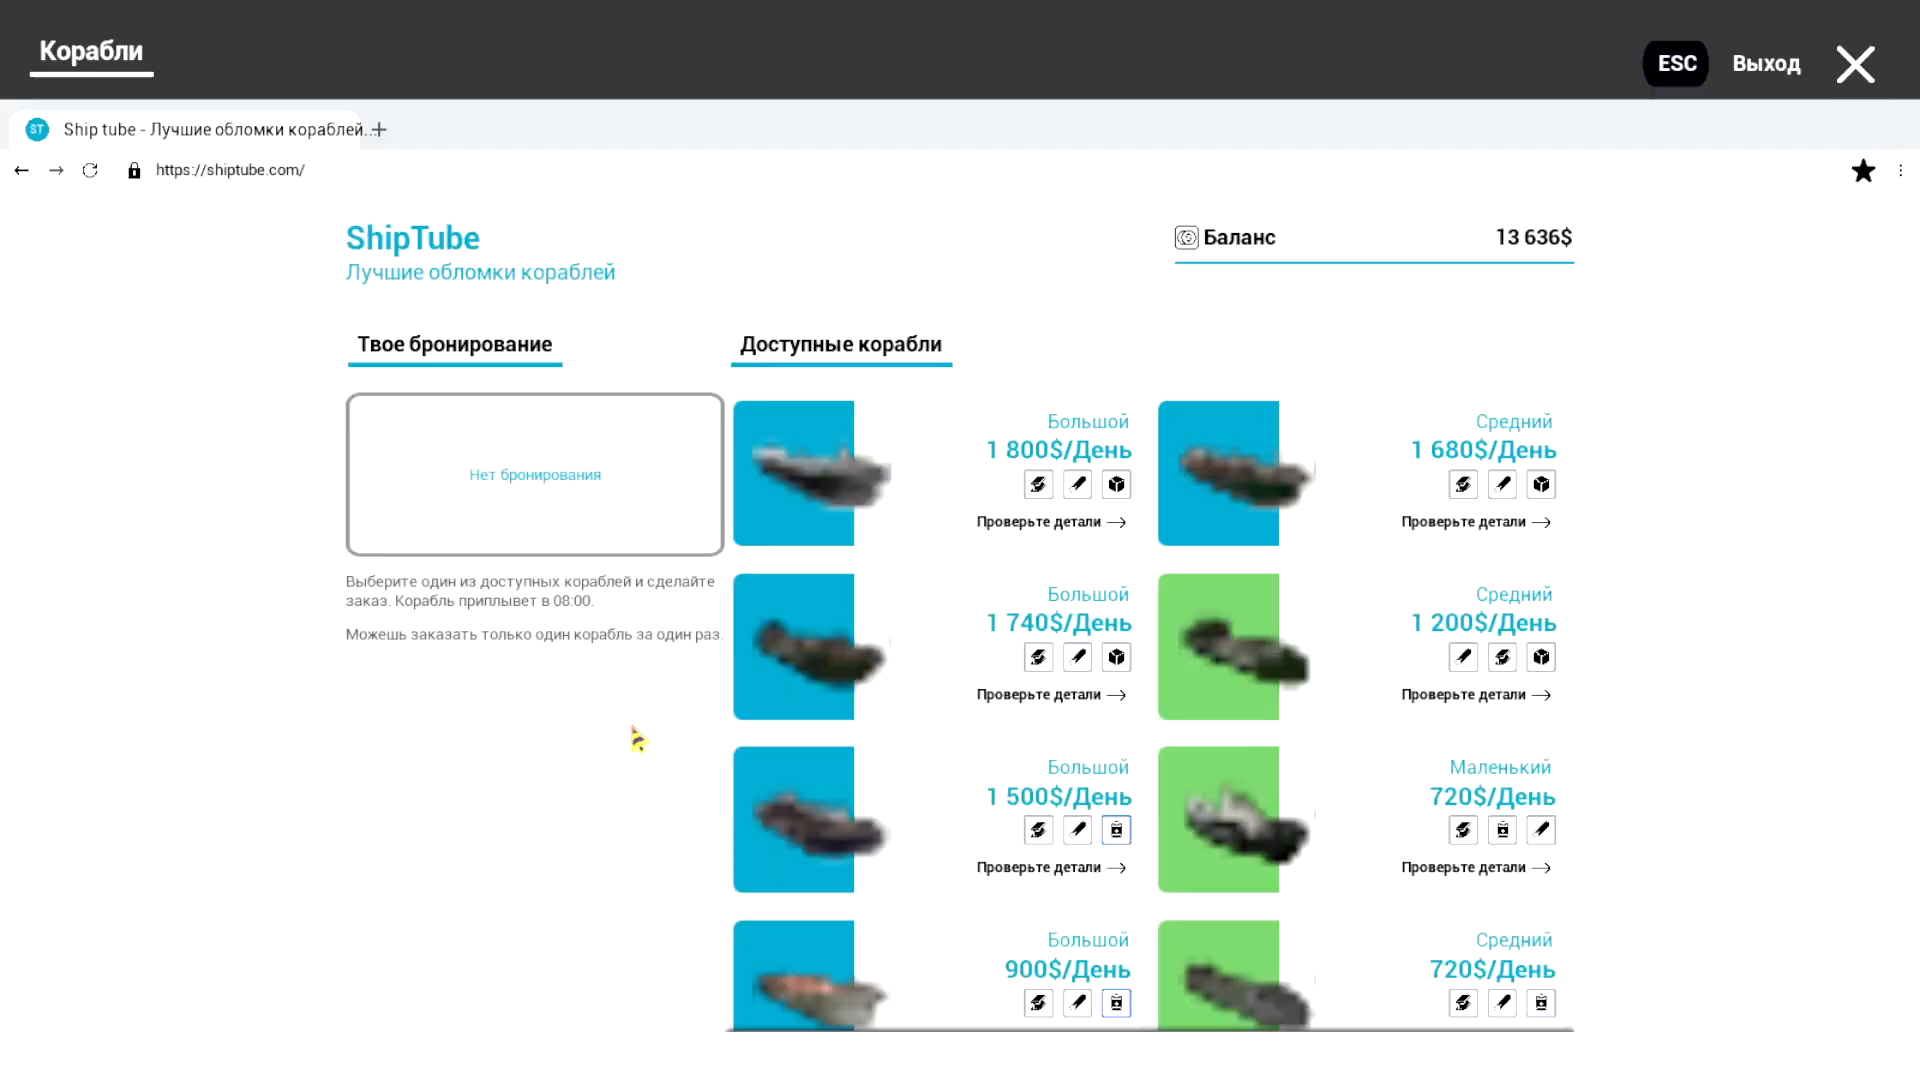 Корабли
ESC Выход
ST Ship tube - Лучшие обломки кораблей...
https://shiptube.com/
ShipTube
Лучшие обломки кораблей
Баланс 13 636$
Твое бронирование
Доступные корабли
Нет бронирования
Выберите один из доступных кораблей и сделайте
заказ. Корабль приплывет в 08:00.
Можешь заказать только один корабль за один раз.
Большой
1 800$/День
Проверьте детали
Средний
1 680$/День
Проверьте детали
Большой
1 740$/День
Проверьте детали
Средний
1 200$/День
Проверьте детали
Большой
1 500$/День
Проверьте детали
Маленький
720$/День
Проверьте детали
Большой
900$/День
Средний
720$/День